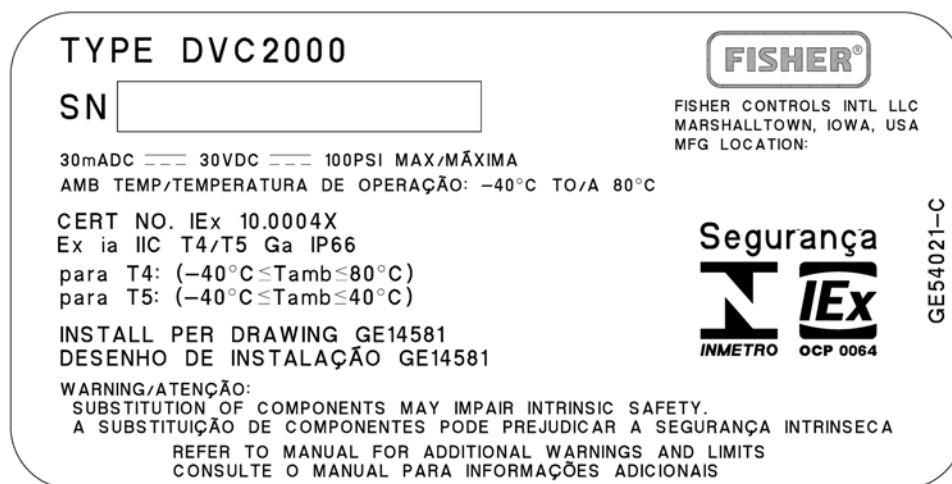 TYPE DVC2000
FISHER®
SN
FISHER CONTROLS INTL LLC
MARSHALLTOWN, IOWA, USA
MFG LOCATION:
30mADC ⎓ 30VDC ⎓ 100PSI MAX/MÁXIMA
AMB TEMP/TEMPERATURA DE OPERAÇÃO: -40°C TO/A 80°C
CERT NO. IEx 10.0004X
Ex ia IIC T4/T5 Ga IP66
para T4: (-40°C≤Tamb≤80°C)
para T5: (-40°C≤Tamb≤40°C)
INSTALL PER DRAWING GE14581
DESENHO DE INSTALAÇÃO GE14581
Segurança
IEx
INMETRO OCP 0064
GE54021-C
WARNING/ATENÇÃO:
SUBSTITUTION OF COMPONENTS MAY IMPAIR INTRINSIC SAFETY.
A SUBSTITUIÇÃO DE COMPONENTES PODE PREJUDICAR A SEGURANÇA INTRINSECA
REFER TO MANUAL FOR ADDITIONAL WARNINGS AND LIMITS
CONSULTE O MANUAL PARA INFORMAÇÕES ADICIONAIS